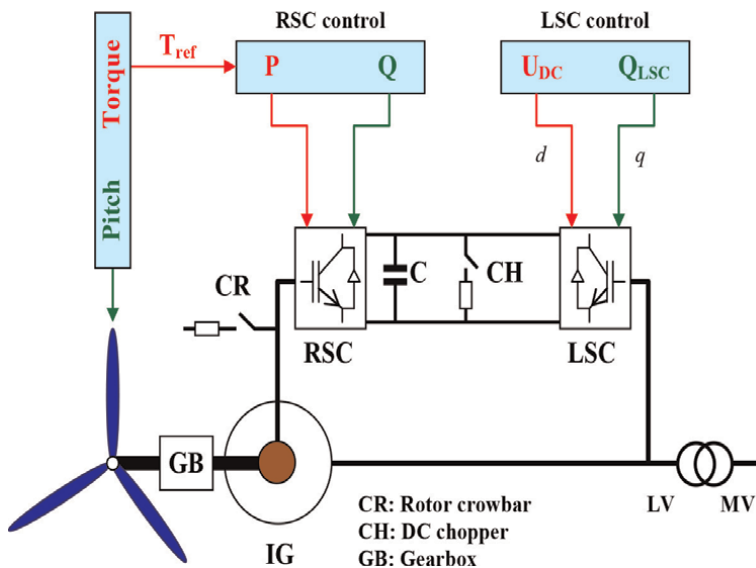 RSC control
LSC control
Torque
Pitch
Tref
P
Q
UDC
QLSC
d
q
CR
C
CH
RSC
LSC
GB
IG
LV
MV
CR: Rotor crowbar
CH: DC chopper
GB: Gearbox